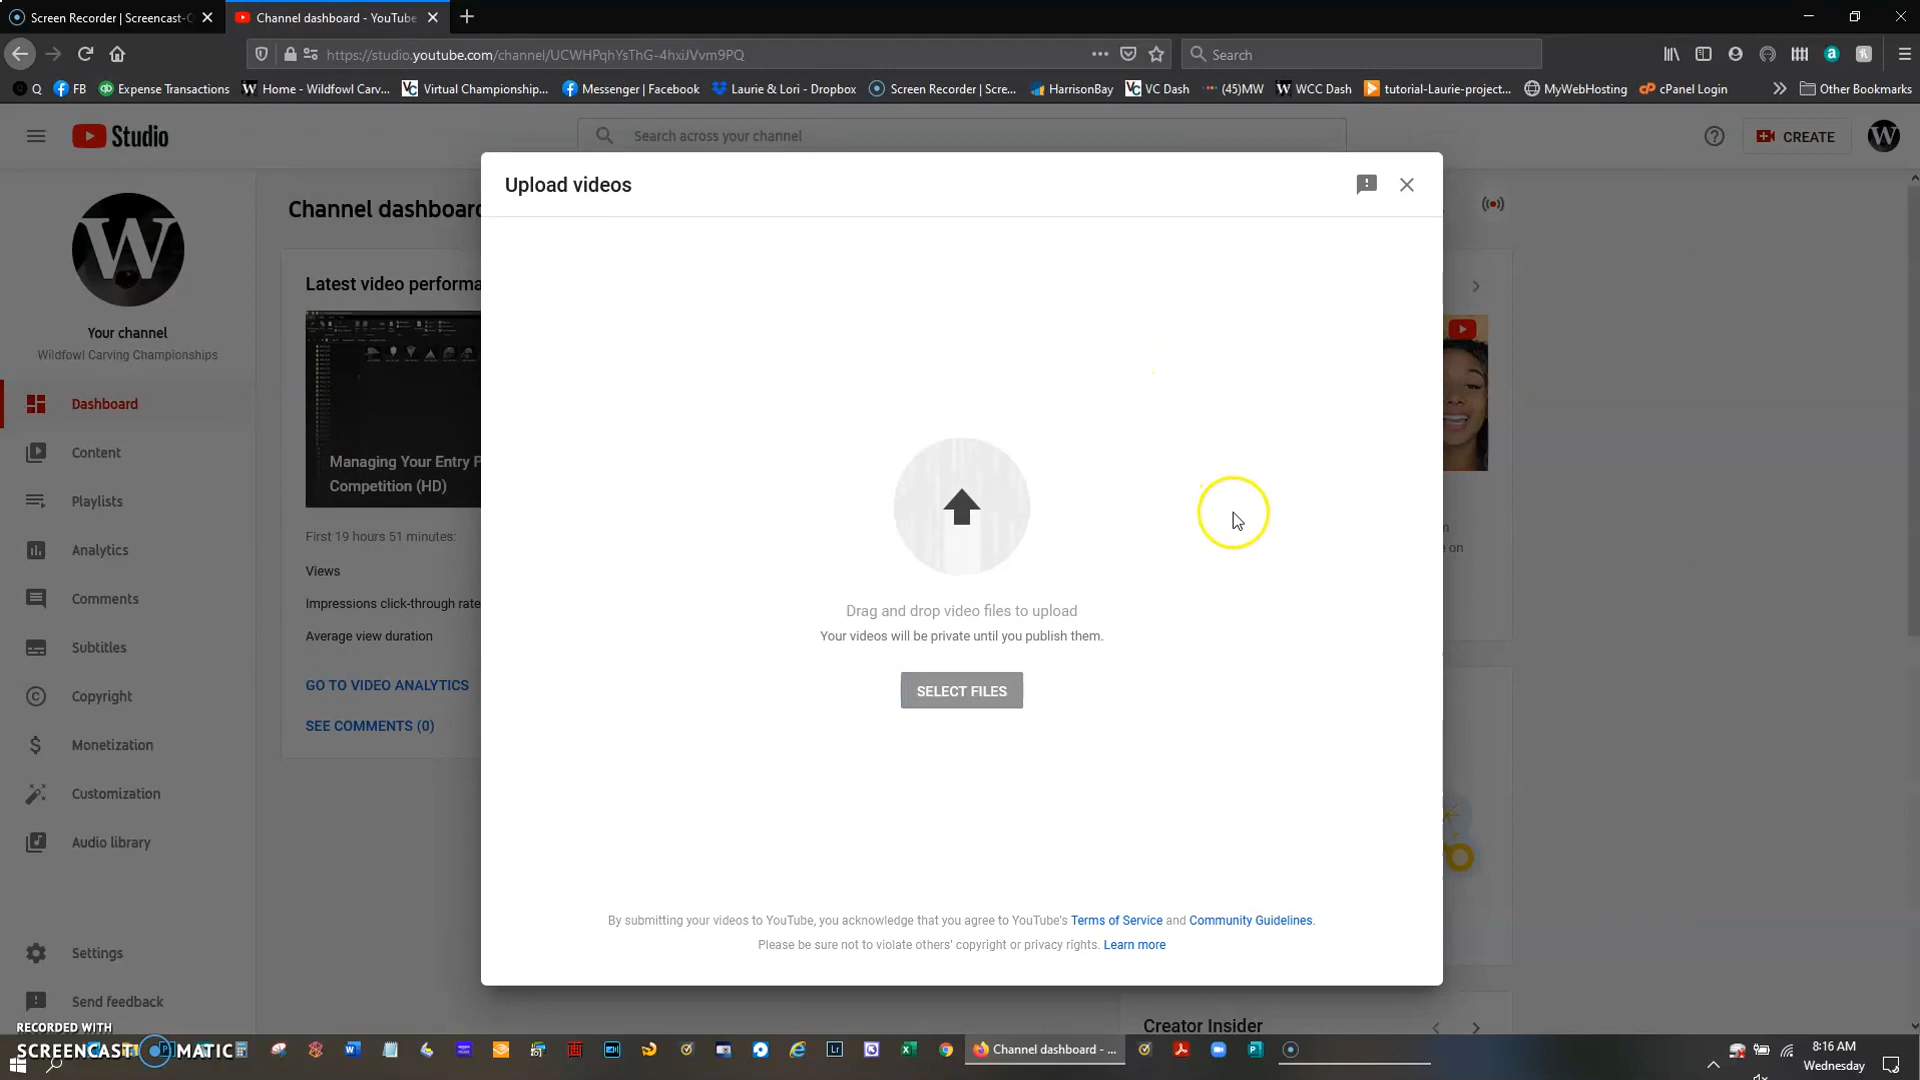 Screen Recorder | Screencast-O
Channel dashboard - YouTube
https://studio.youtube.com/channel/UCWHPqhYsThG-4hxiJVvm9PQ
Search
Q
FB
Expense Transactions
Home - Wildfowl Carv...
Virtual Championship...
Messenger | Facebook
Laurie & Lori - Dropbox
Screen Recorder | Scre...
HarrisonBay
VC Dash
(45)MW
WCC Dash
tutorial-Laurie-project...
MyWebHosting
cPanel Login
Other Bookmarks
Studio
Search across your channel
CREATE
W
W
Your channel
Wildfowl Carving Championships
Dashboard
Content
Playlists
Analytics
Comments
Subtitles
Copyright
Monetization
Customization
Audio library
Settings
Send feedback
Channel dashboard
Latest video performa
Managing Your Entry P
Competition (HD)
First 19 hours 51 minutes:
Views
Impressions click-through rate
Average view duration
GO TO VIDEO ANALYTICS
SEE COMMENTS (0)
Upload videos
Drag and drop video files to upload
Your videos will be private until you publish them.
SELECT FILES
By submitting your videos to YouTube, you acknowledge that you agree to YouTube's Terms of Service and Community Guidelines.
Please be sure not to violate others' copyright or privacy rights. Learn more
m
e on
Creator Insider
RECORDED WITH
SCREENCAST MATIC
Channel dashboard - ...
8:16 AM
Wednesday